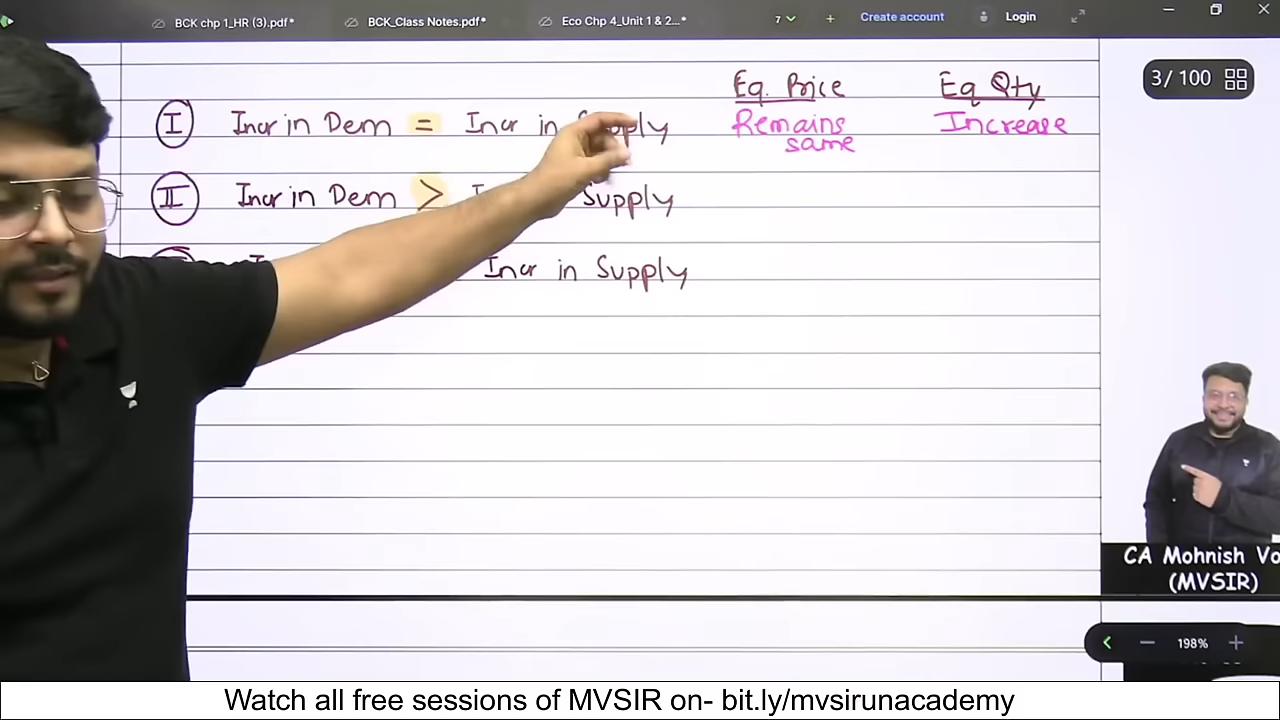 BCK chp 1_HR (3).pdf*
BCK_Class Notes.pdf*
Eco Chp 4_Unit 1 & 2...*
7
+
Create account
Login
3/100
Eq. Price
Eq Qty
I Incr in Dem = Incr in Supply
Remains same
Increase
II Incr in Dem > Supply
Incr in Supply
CA Mohnish Vo
(MVSIR)
198%
Watch all free sessions of MVSIR on- bit.ly/mvsirunacademy